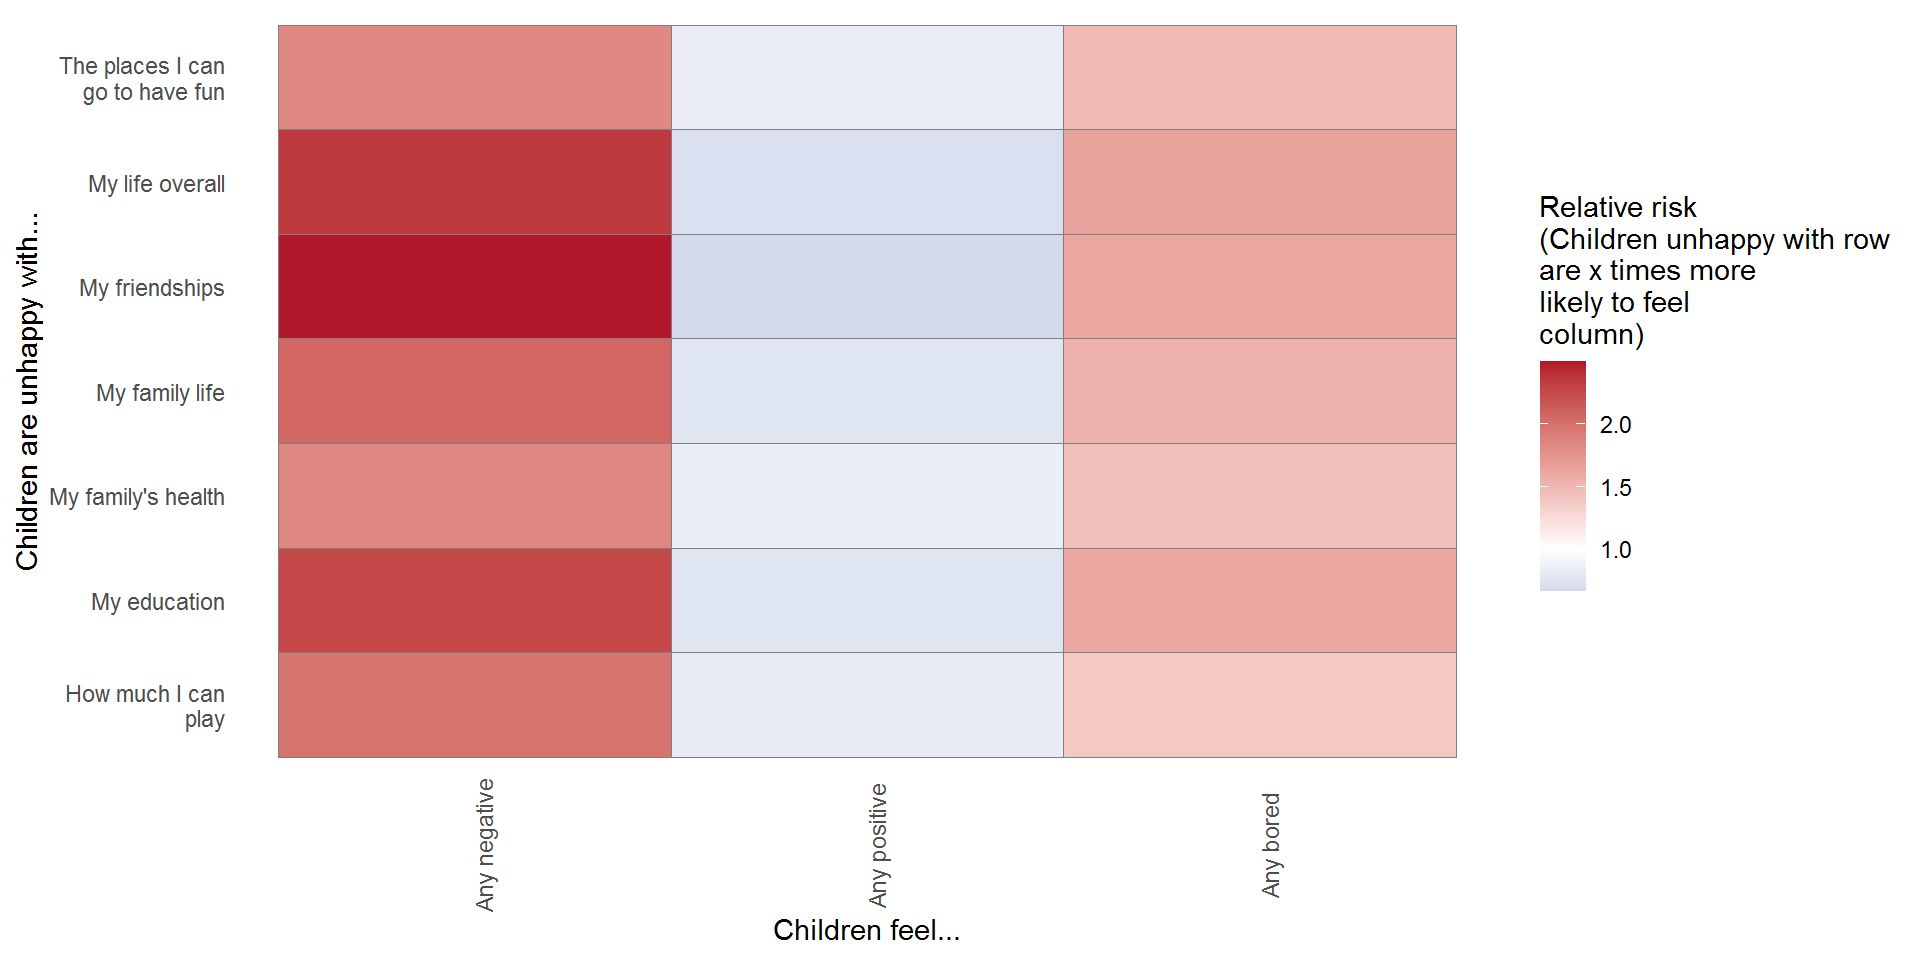 The places I can
go to have fun
My life overall
My friendships
My family life
My family's health
My education
How much I can
play
Children are unhappy with...
Any negative
Any positive
Any bored
Children feel...
Relative risk
(Children unhappy with row
are x times more
likely to feel
column)
2.0
1.5
1.0